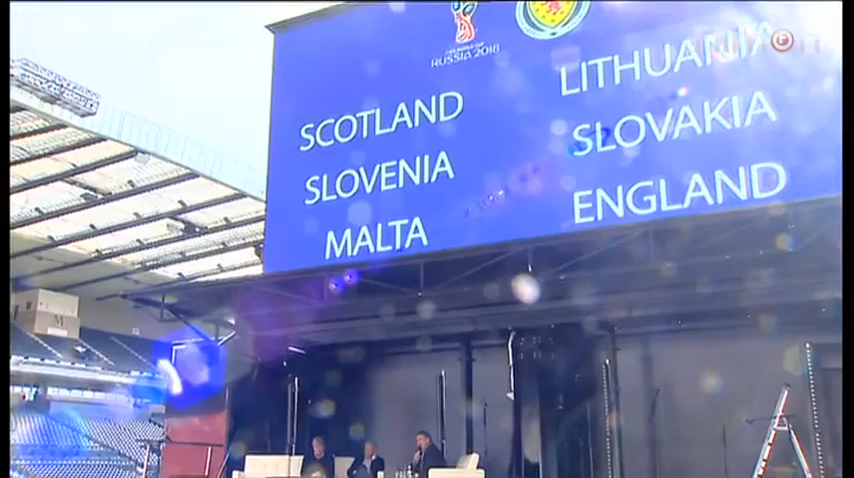 RUSSIA 2018
SCOTLAND
SLOVENIA
MALTA
LITHUANIA
SLOVAKIA
ENGLAND
M